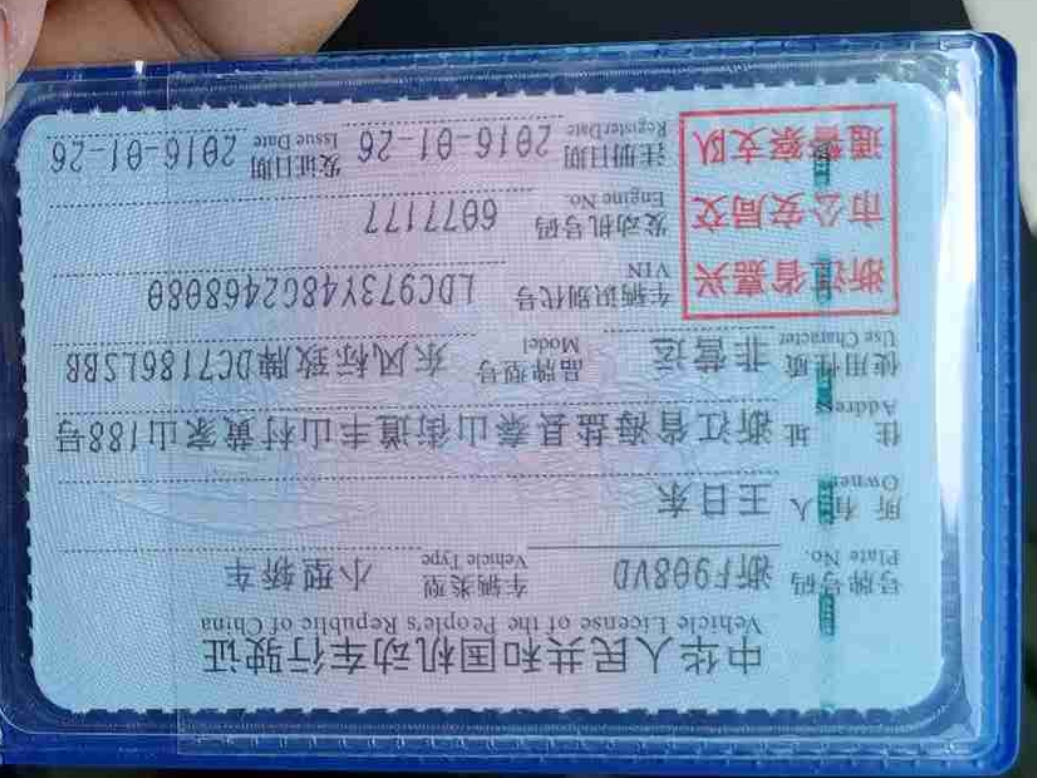 中华人民共和国机动车行驶证
Vehicle License of the People's Republic of China
号牌号码 浙F908VD 车辆类型 小型轿车
Plate No. Vehicle Type
所有人 王日东
Owner
住址 浙江省海盐县秦山街道丰山村黄家山188号
Address
使用性质 非营运 品牌型号 东风标致牌DC7186LSBB
Use Character Model
浙江省嘉兴
市公安局交
通警察支队
车辆识别代号 LDC973Y48G2468080
VIN
发动机号码 6077177
Engine No.
注册日期 2016-01-26 发证日期 2016-01-26
Register Date Issue Date